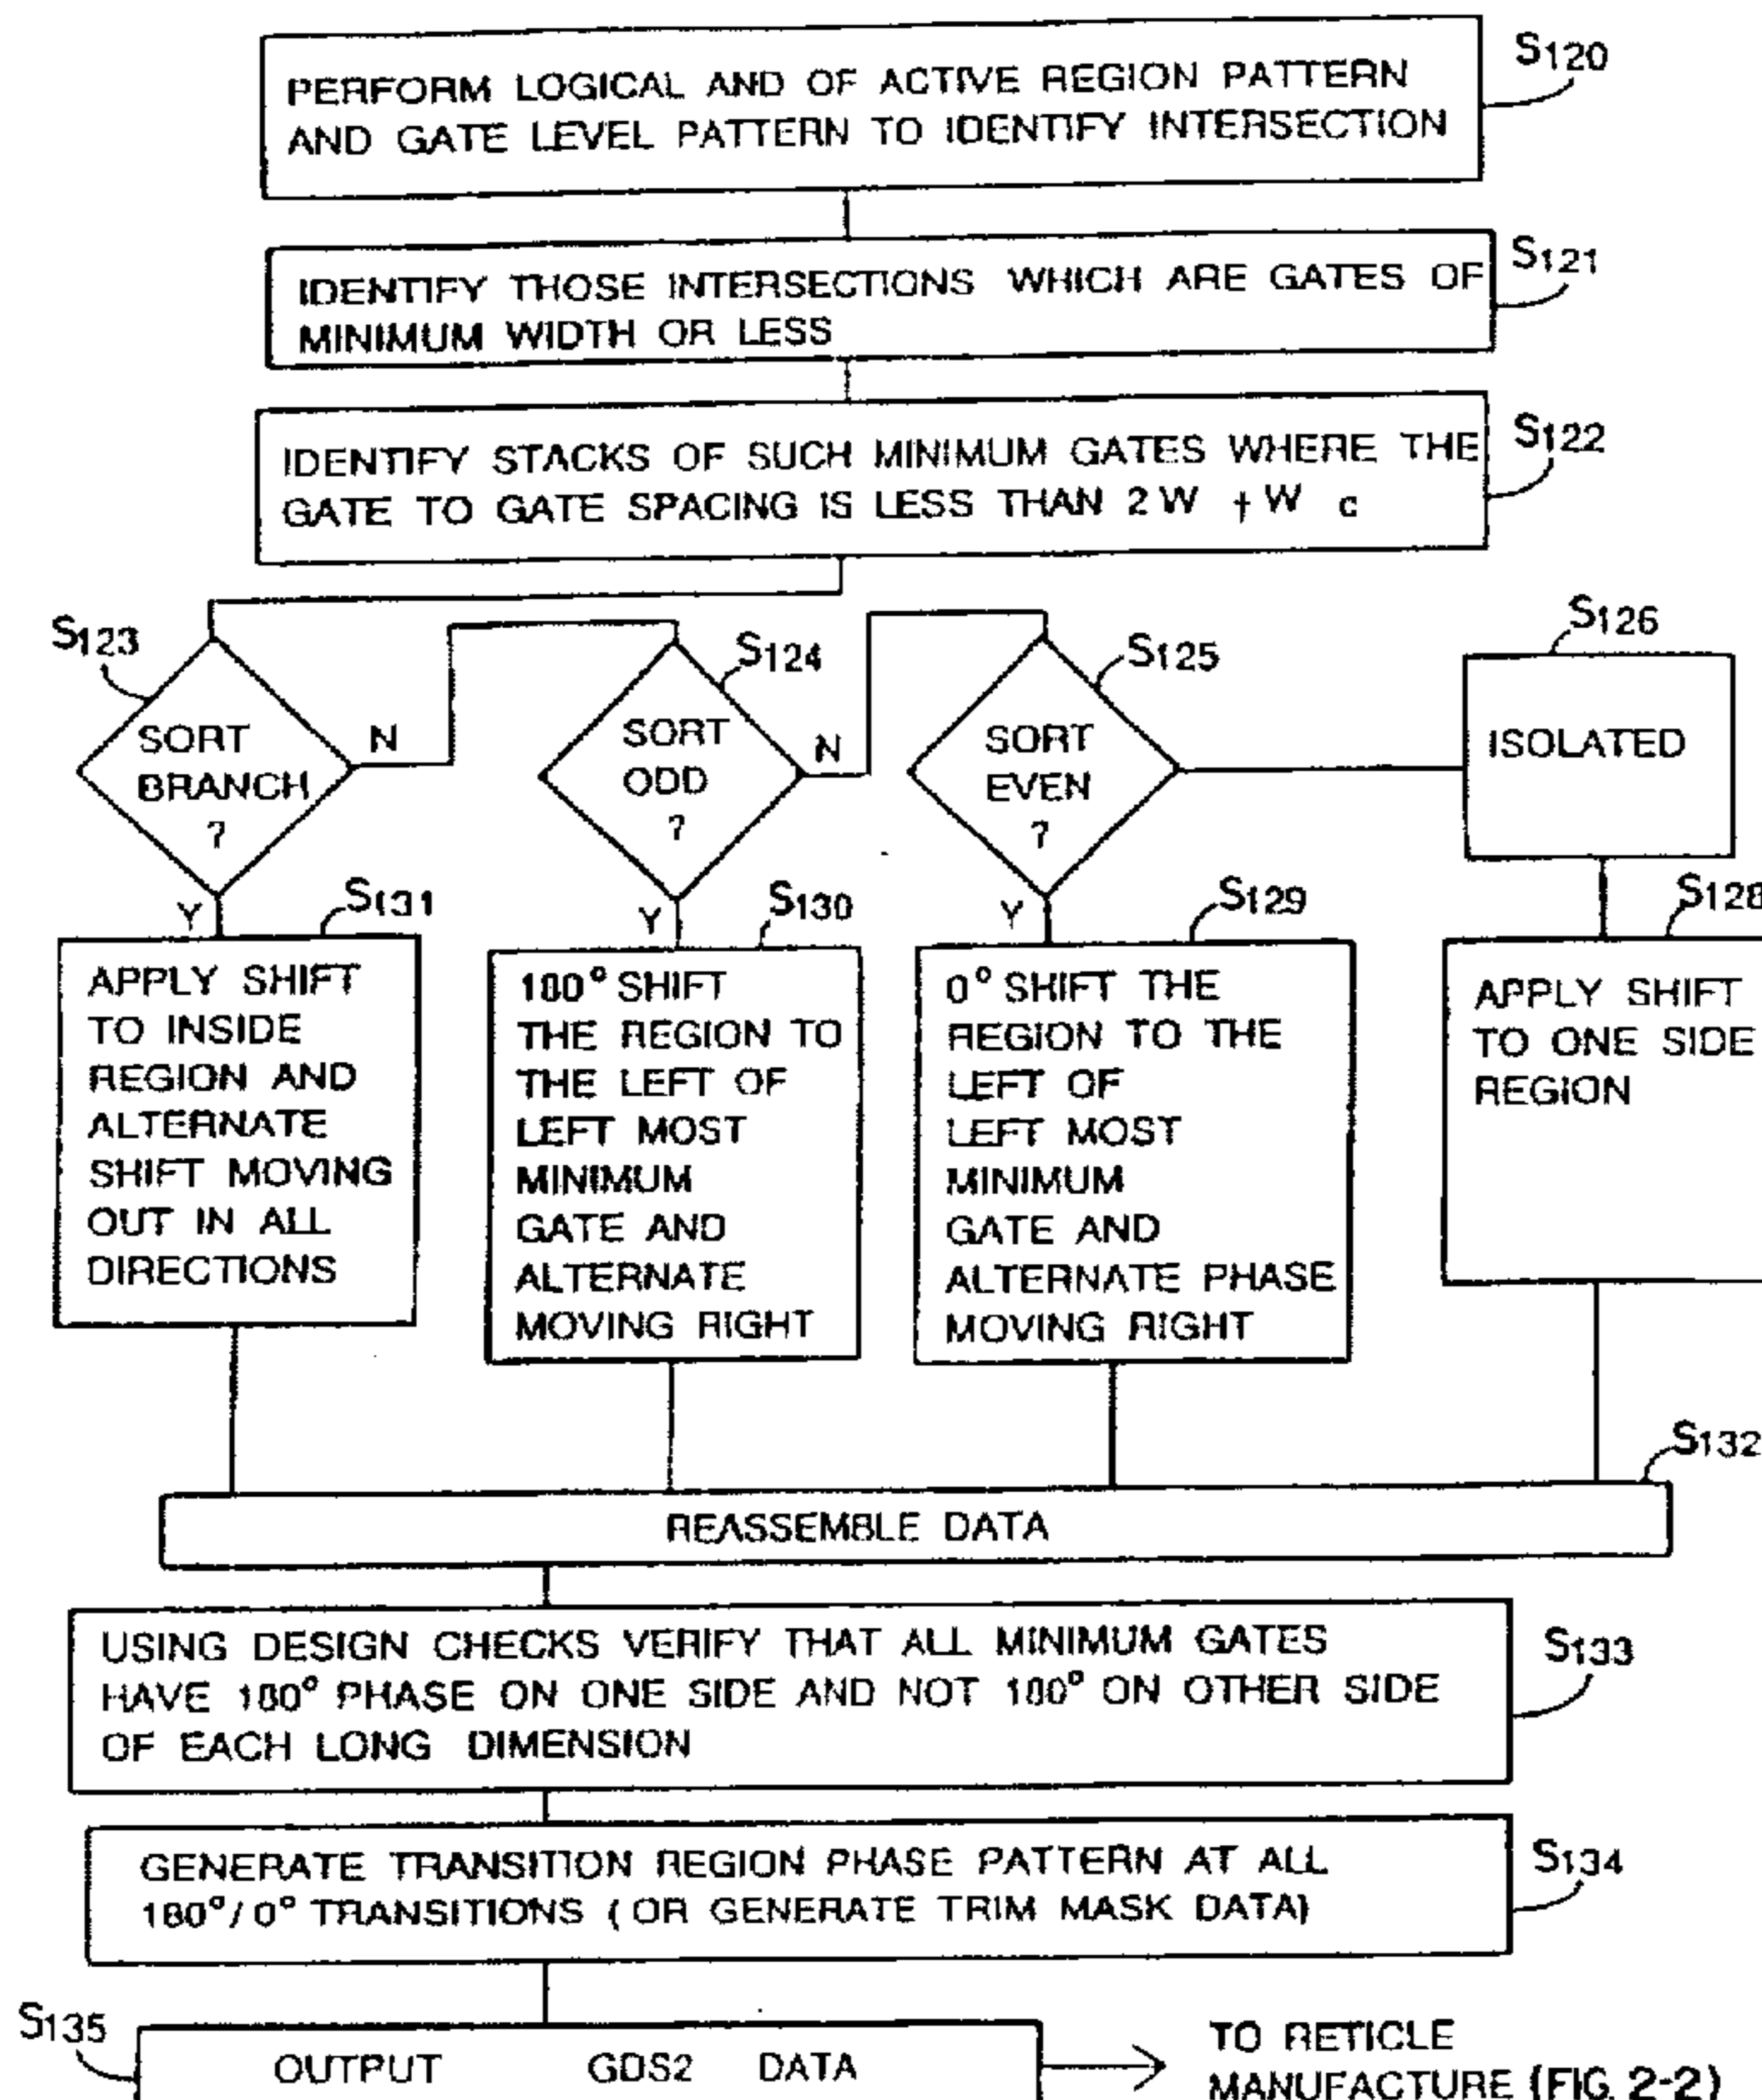 S120
PERFORM LOGICAL AND OF ACTIVE REGION PATTERN
AND GATE LEVEL PATTERN TO IDENTIFY INTERSECTION
S121
IDENTIFY THOSE INTERSECTIONS WHICH ARE GATES OF
MINIMUM WIDTH OR LESS
S122
IDENTIFY STACKS OF SUCH MINIMUM GATES WHERE THE
GATE TO GATE SPACING IS LESS THAN 2W + W c
S123
SORT
BRANCH
?
N
Y
S124
SORT
ODD
?
N
Y
S125
SORT
EVEN
?
Y
S126
ISOLATED
S131
APPLY SHIFT
TO INSIDE
REGION AND
ALTERNATE
SHIFT MOVING
OUT IN ALL
DIRECTIONS
S130
180° SHIFT
THE REGION TO
THE LEFT OF
LEFT MOST
MINIMUM
GATE AND
ALTERNATE
MOVING RIGHT
S129
0° SHIFT THE
REGION TO THE
LEFT OF
LEFT MOST
MINIMUM
GATE AND
ALTERNATE PHASE
MOVING RIGHT
S128
APPLY SHIFT
TO ONE SIDE
REGION
S132
REASSEMBLE DATA
S133
USING DESIGN CHECKS VERIFY THAT ALL MINIMUM GATES
HAVE 180° PHASE ON ONE SIDE AND NOT 180° ON OTHER SIDE
OF EACH LONG DIMENSION
S134
GENERATE TRANSITION REGION PHASE PATTERN AT ALL
180°/0° TRANSITIONS (OR GENERATE TRIM MASK DATA)
S135
OUTPUT GDS2 DATA
TO RETICLE
MANUFACTURE (FIG. 2-2)